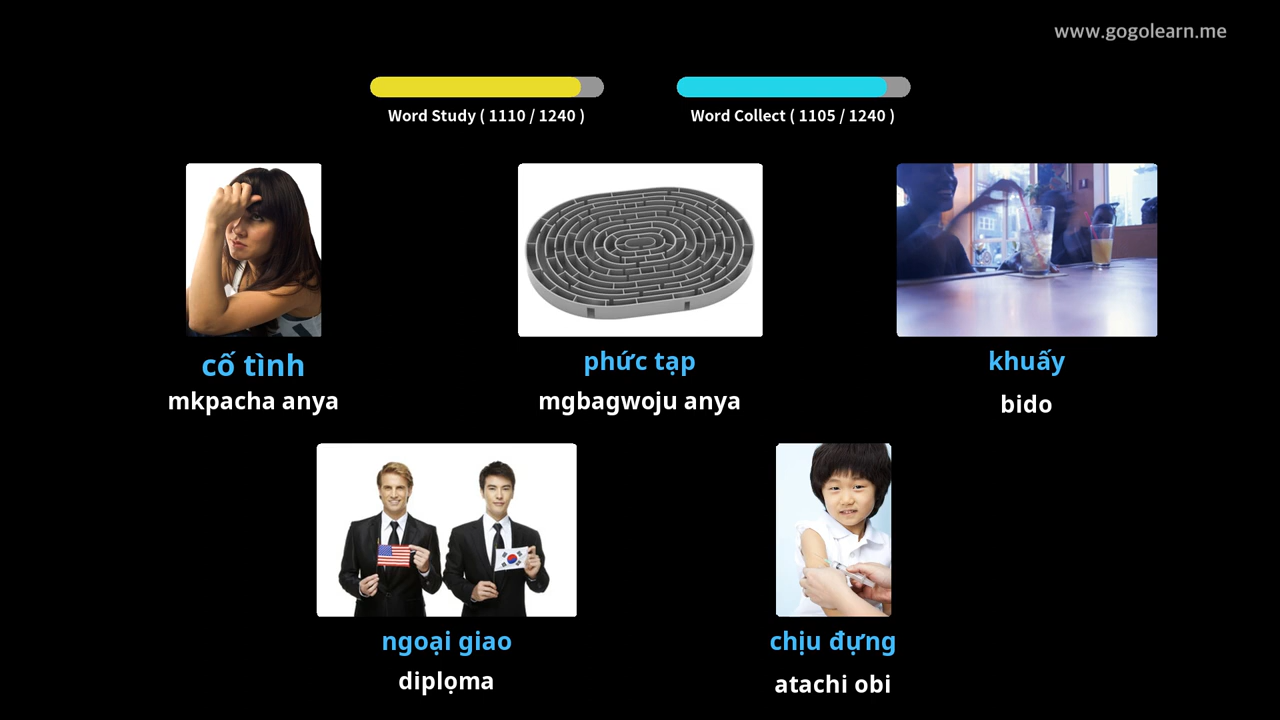 www.gogolearn.me
Word Study ( 1110 / 1240 )
Word Collect ( 1105 / 1240 )
cố tình
mkpacha anya
phức tạp
mgbagwoju anya
khuấy
bido
ngoại giao
diplọma
chịu đựng
atachi obi